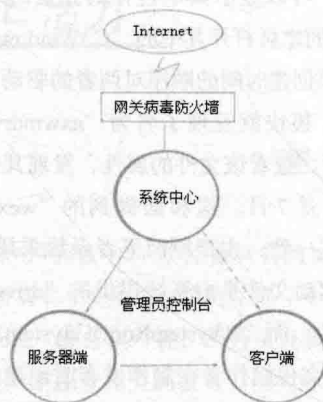 Internet
网关病毒防火墙
系统中心
管理员控制台
服务器端
客户端